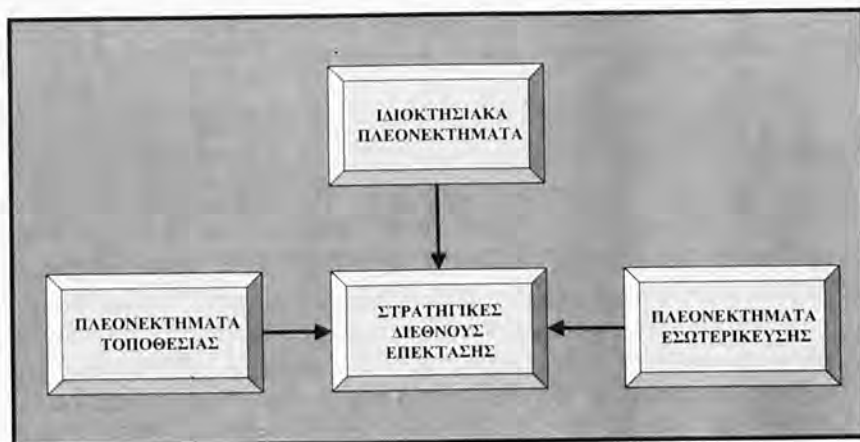 ΙΔΙΟΚΤΗΣΙΑΚΑ
ΠΛΕΟΝΕΚΤΗΜΑΤΑ
ΠΛΕΟΝΕΚΤΗΜΑΤΑ
ΤΟΠΟΘΕΣΙΑΣ
ΣΤΡΑΤΗΓΙΚΕΣ
ΔΙΕΘΝΟΥΣ
ΕΠΕΚΤΑΣΗΣ
ΠΛΕΟΝΕΚΤΗΜΑΤΑ
ΕΣΩΤΕΡΙΚΕΥΣΗΣ